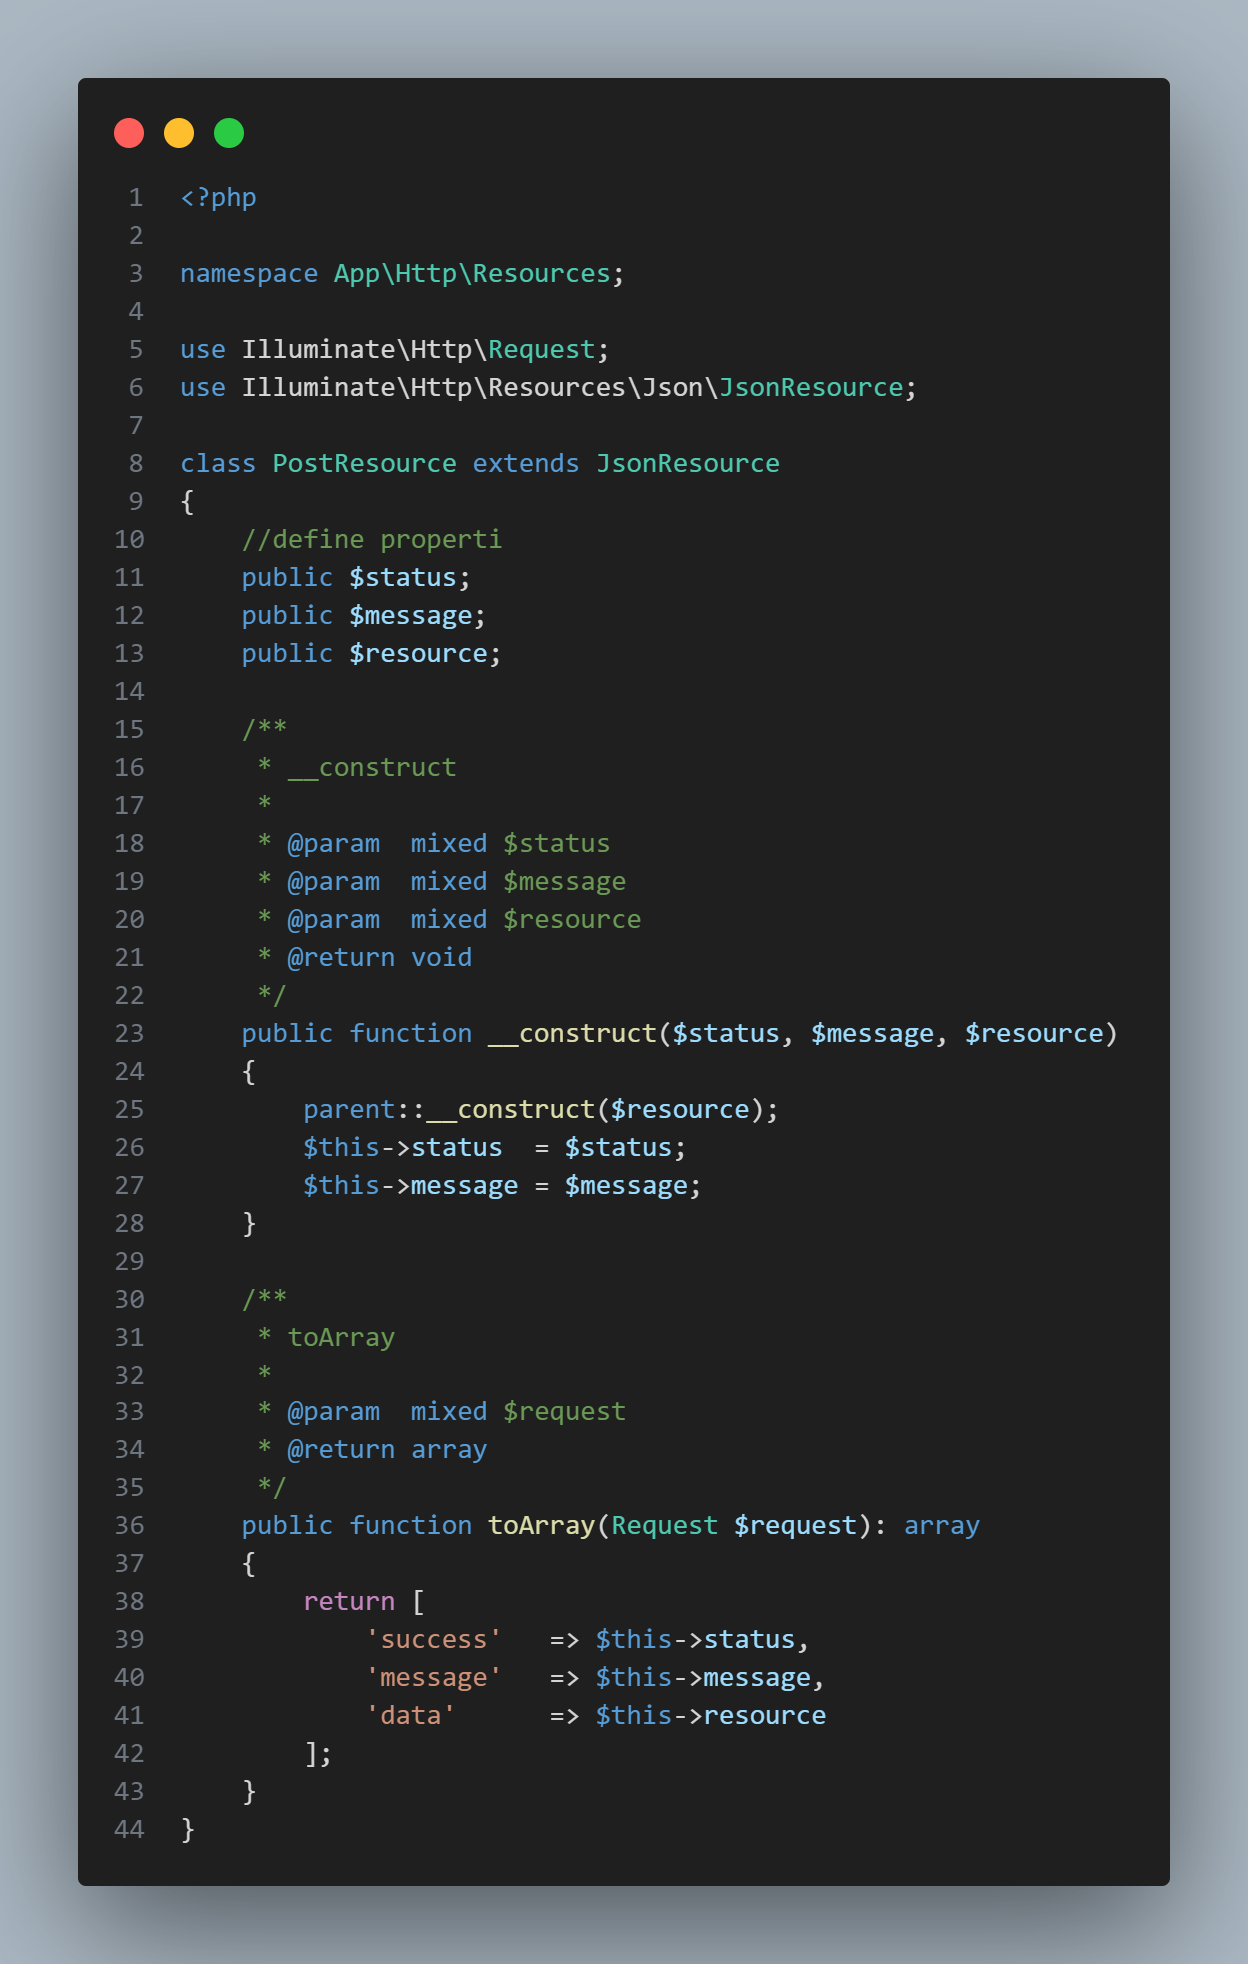 1 <?php
2
3 namespace App\Http\Resources;
4
5 use Illuminate\Http\Request;
6 use Illuminate\Http\Resources\Json\JsonResource;
7
8 class PostResource extends JsonResource
9 {
10     //define properti
11     public $status;
12     public $message;
13     public $resource;
14
15     /**
16      * __construct
17      *
18      * @param  mixed $status
19      * @param  mixed $message
20      * @param  mixed $resource
21      * @return void
22      */
23     public function __construct($status, $message, $resource)
24     {
25         parent::__construct($resource);
26         $this->status  = $status;
27         $this->message = $message;
28     }
29
30     /**
31      * toArray
32      *
33      * @param  mixed $request
34      * @return array
35      */
36     public function toArray(Request $request): array
37     {
38         return [
39             'success'   => $this->status,
40             'message'   => $this->message,
41             'data'      => $this->resource
42         ];
43     }
44 }